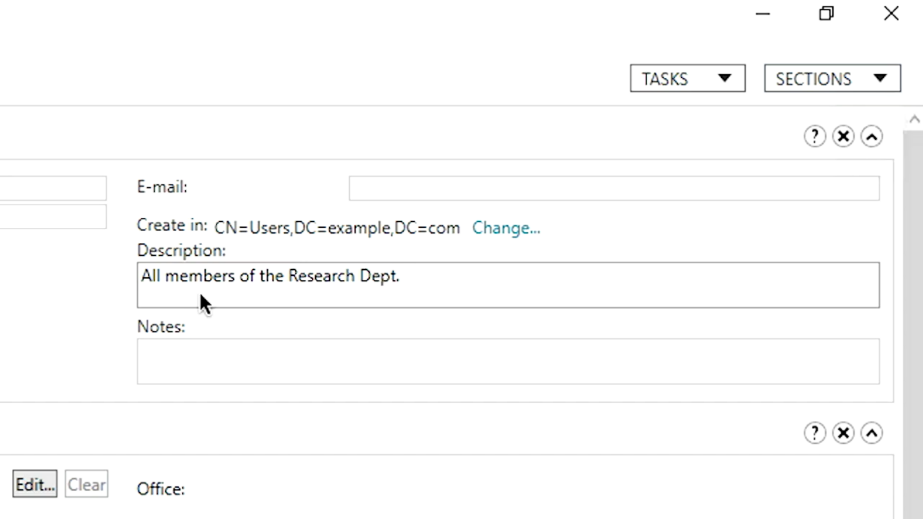 TASKS
SECTIONS
E-mail:
Create in: CN=Users,DC=example,DC=com Change...
Description:
All members of the Research Dept.
Notes:
Edit... Clear
Office: